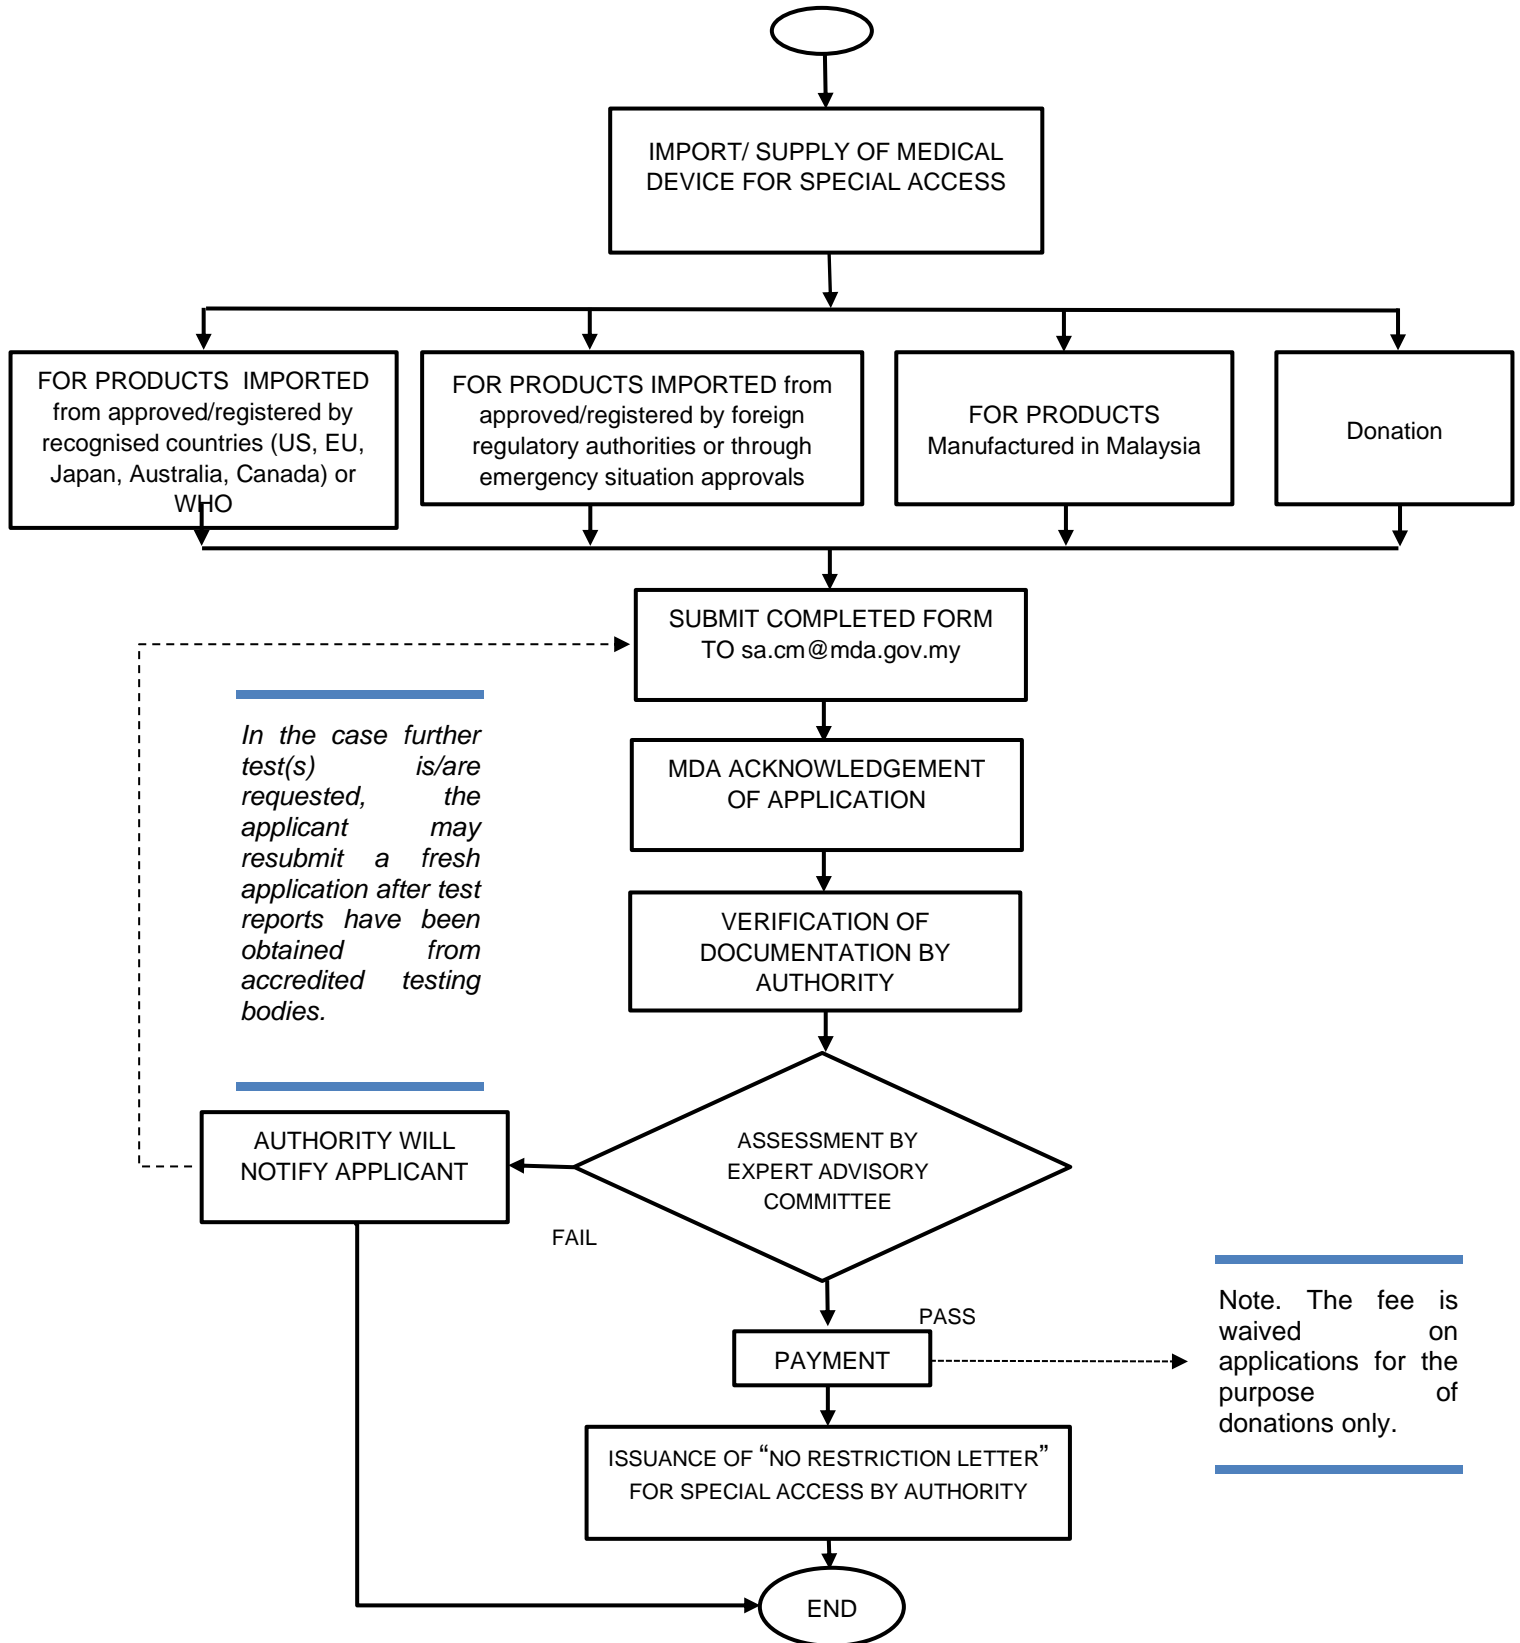 IMPORT/ SUPPLY OF MEDICAL
DEVICE FOR SPECIAL ACCESS
FOR PRODUCTS IMPORTED
from approved/registered by
recognised countries (US, EU,
Japan, Australia, Canada) or
WHO
FOR PRODUCTS IMPORTED from
approved/registered by foreign
regulatory authorities or through
emergency situation approvals
FOR PRODUCTS
Manufactured in Malaysia
Donation
SUBMIT COMPLETED FORM
TO sa.cm@mda.gov.my
In the case further
test(s) is/are
requested, the
applicant may
resubmit a fresh
application after test
reports have been
obtained from
accredited testing
bodies.
MDA ACKNOWLEDGEMENT
OF APPLICATION
VERIFICATION OF
DOCUMENTATION BY
AUTHORITY
ASSESSMENT BY
EXPERT ADVISORY
COMMITTEE
AUTHORITY WILL
NOTIFY APPLICANT
FAIL
PASS
PAYMENT
Note. The fee is
waived on
applications for the
purpose of
donations only.
ISSUANCE OF “NO RESTRICTION LETTER”
FOR SPECIAL ACCESS BY AUTHORITY
END